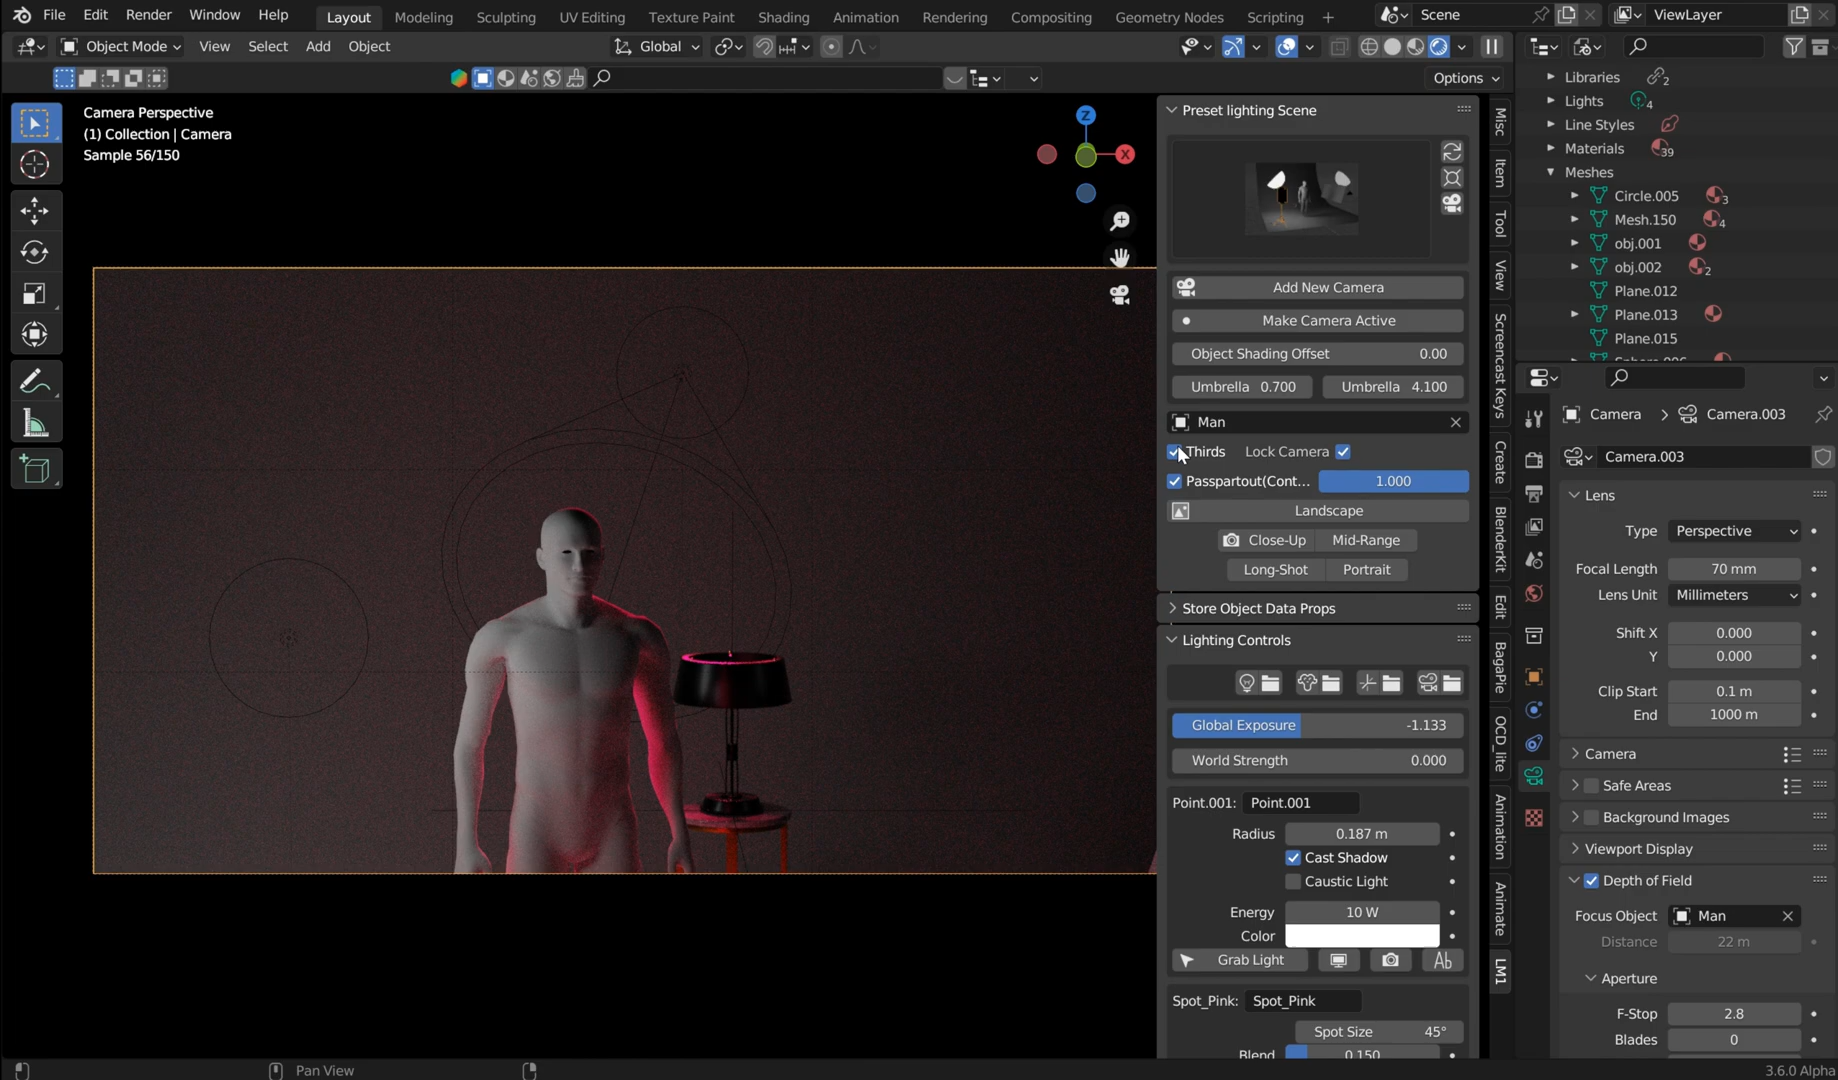 File Edit Render Window Help Layout Modeling Sculpting UV Editing Texture Paint Shading Animation Rendering Compositing Geometry Nodes Scripting + Scene ViewLayer
Object Mode View Select Add Object Global
Options
Camera Perspective
(1) Collection | Camera
Sample 56/150
Z
X
Preset lighting Scene
Add New Camera
Make Camera Active
Object Shading Offset 0.00
Umbrella 0.700 Umbrella 4.100
Man
Thirds Lock Camera
Passpartout(Cont... 1.000
Landscape
Close-Up Mid-Range
Long-Shot Portrait
Store Object Data Props
Lighting Controls
Global Exposure -1.133
World Strength 0.000
Point.001: Point.001
Radius 0.187 m
Cast Shadow
Caustic Light
Energy 10 W
Color
Grab Light
Spot_Pink: Spot_Pink
Spot Size 45°
Blend 0.150
Misc
Item
Tool
View
Screencast Keys
Create
BlenderKit
Edit
BagaPie
OCD_lite
Animation
Animate
LM1
Libraries 2
Lights 4
Line Styles
Materials 39
Meshes
Circle.005 3
Mesh.150 4
obj.001
obj.002 2
Plane.012
Plane.013
Plane.015
Camera Camera.003
Camera.003
Lens
Type Perspective
Focal Length 70 mm
Lens Unit Millimeters
Shift X 0.000
Y 0.000
Clip Start 0.1 m
End 1000 m
Camera
Safe Areas
Background Images
Viewport Display
Depth of Field
Focus Object Man
Distance 22 m
Aperture
F-Stop 2.8
Blades 0
Pan View
3.6.0 Alpha